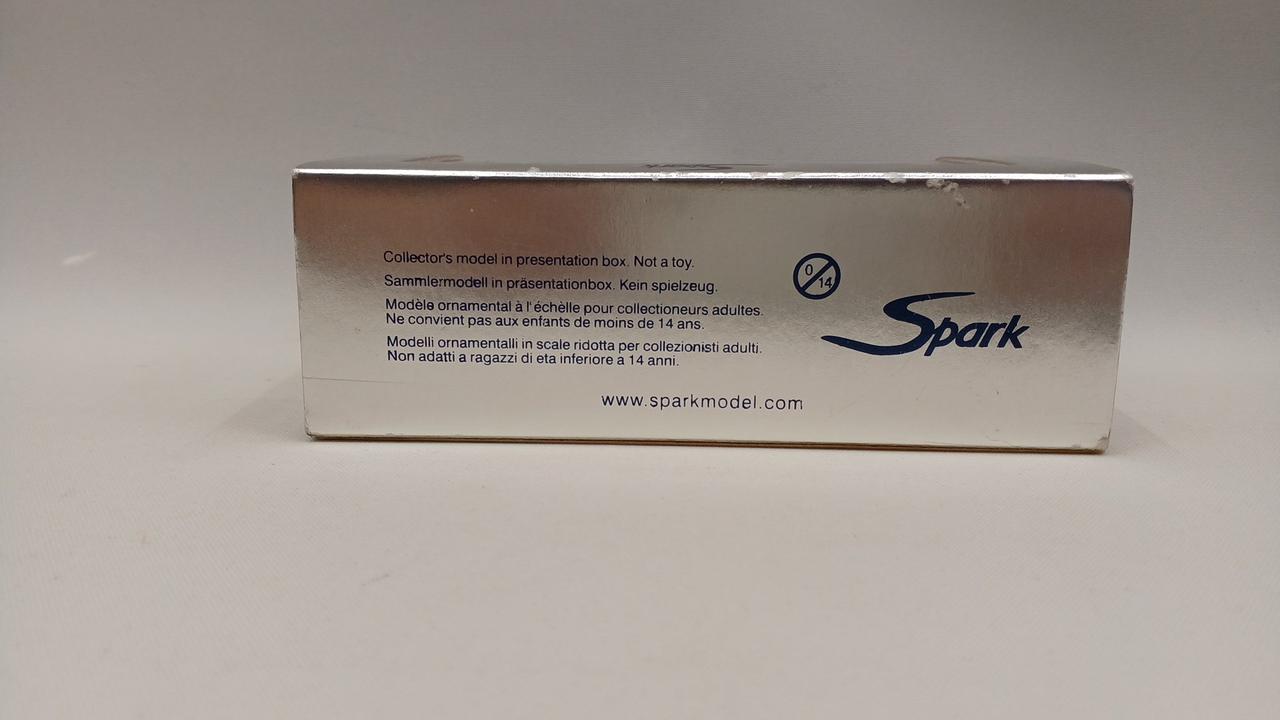 Collector's model in presentation box. Not a toy.
Sammlermodell in präsentationbox. Kein spielzeug.
Modèle ornamental à l'échèlle pour collectioneurs adultes.
Ne convient pas aux enfants de moins de 14 ans.
Modelli ornamentalli in scale ridotta per collezionisti adulti.
Non adatti a ragazzi di eta inferiore a 14 anni.
0
14
Spark
www.sparkmodel.com